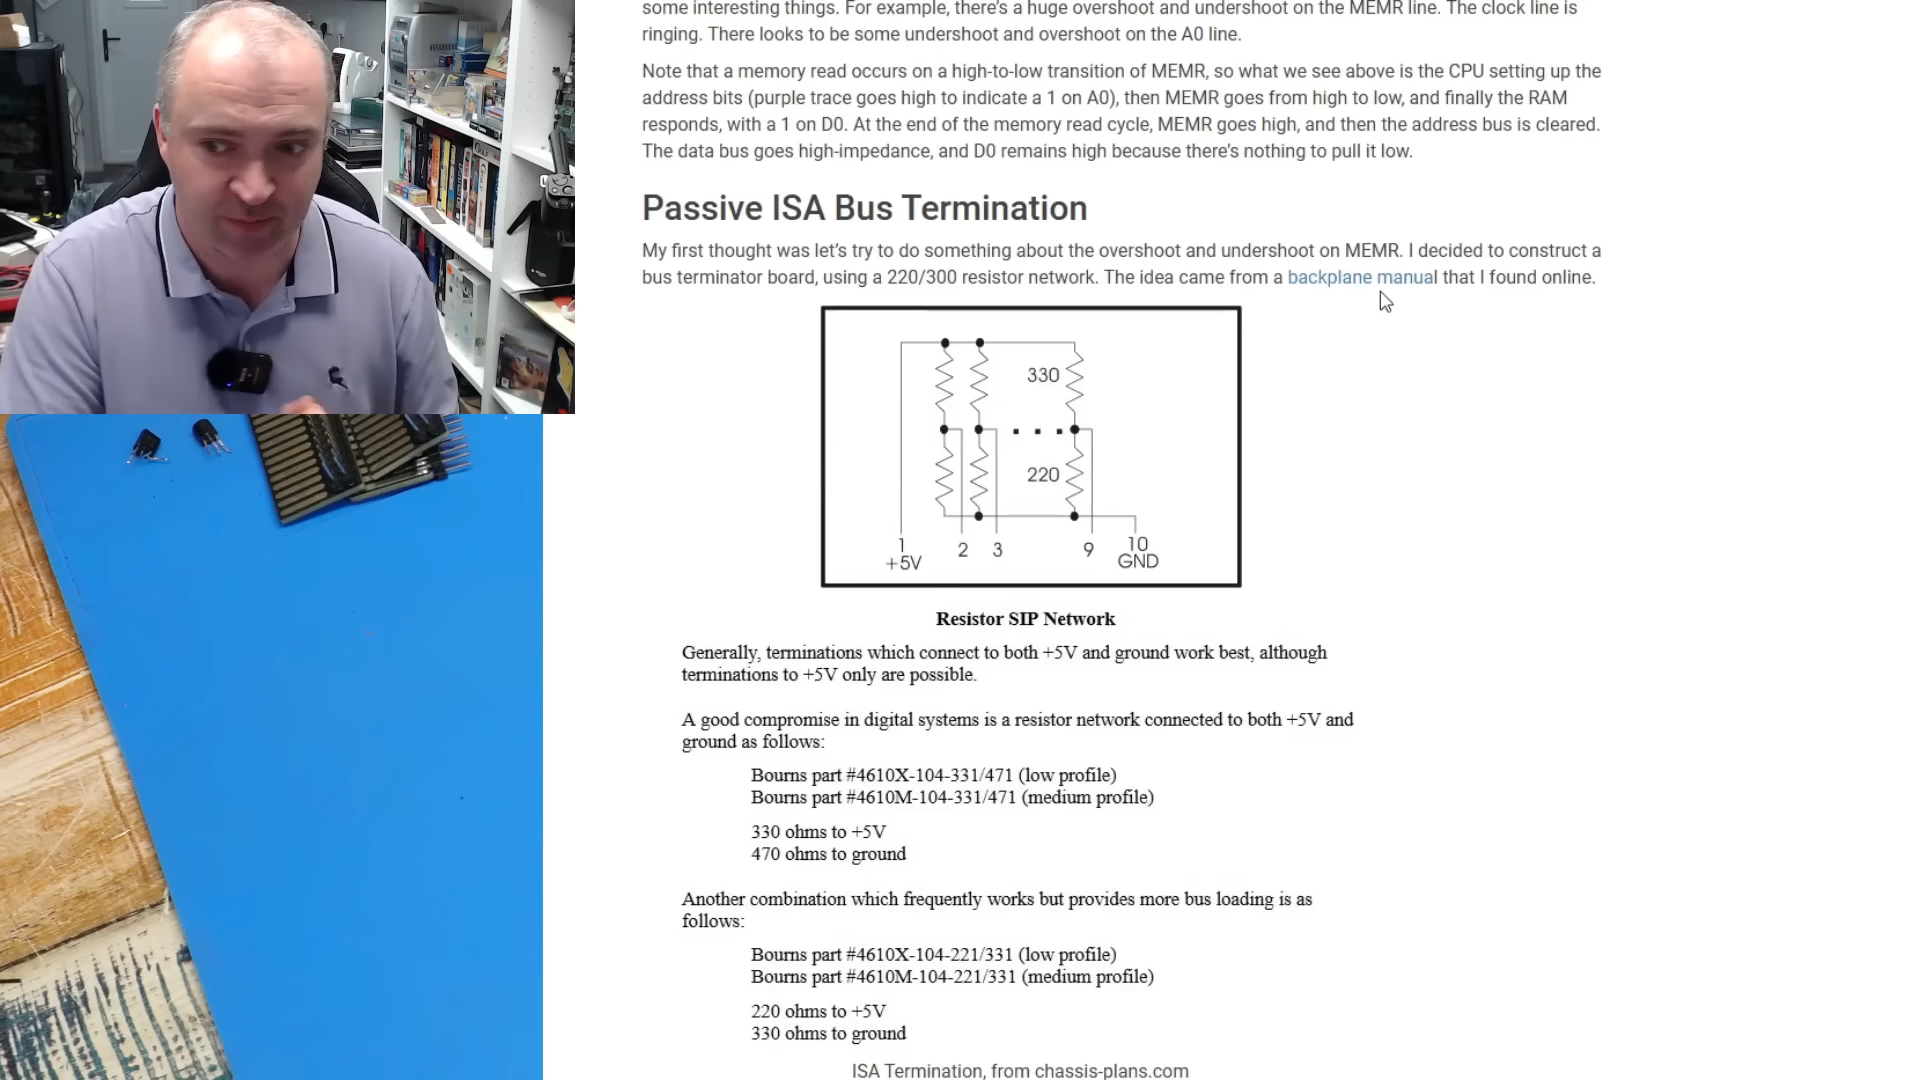 some interesting things. For example, there's a huge overshoot and undershoot on the MEMR line. The clock line is
ringing. There looks to be some undershoot and overshoot on the A0 line.
Note that a memory read occurs on a high-to-low transition of MEMR, so what we see above is the CPU setting up the
address bits (purple trace goes high to indicate a 1 on A0), then MEMR goes from high to low, and finally the RAM
responds, with a 1 on D0. At the end of the memory read cycle, MEMR goes high, and then the address bus is cleared.
The data bus goes high-impedance, and D0 remains high because there's nothing to pull it low.
Passive ISA Bus Termination
My first thought was let's try to do something about the overshoot and undershoot on MEMR. I decided to construct a
bus terminator board, using a 220/300 resistor network. The idea came from a backplane manual that I found online.
330
220
1 2 3 9 10
+5V GND
Resistor SIP Network
Generally, terminations which connect to both +5V and ground work best, although
terminations to +5V only are possible.
A good compromise in digital systems is a resistor network connected to both +5V and
ground as follows:
Bourns part #4610X-104-331/471 (low profile)
Bourns part #4610M-104-331/471 (medium profile)
330 ohms to +5V
470 ohms to ground
Another combination which frequently works but provides more bus loading is as
follows:
Bourns part #4610X-104-221/331 (low profile)
Bourns part #4610M-104-221/331 (medium profile)
220 ohms to +5V
330 ohms to ground
ISA Termination, from chassis-plans.com